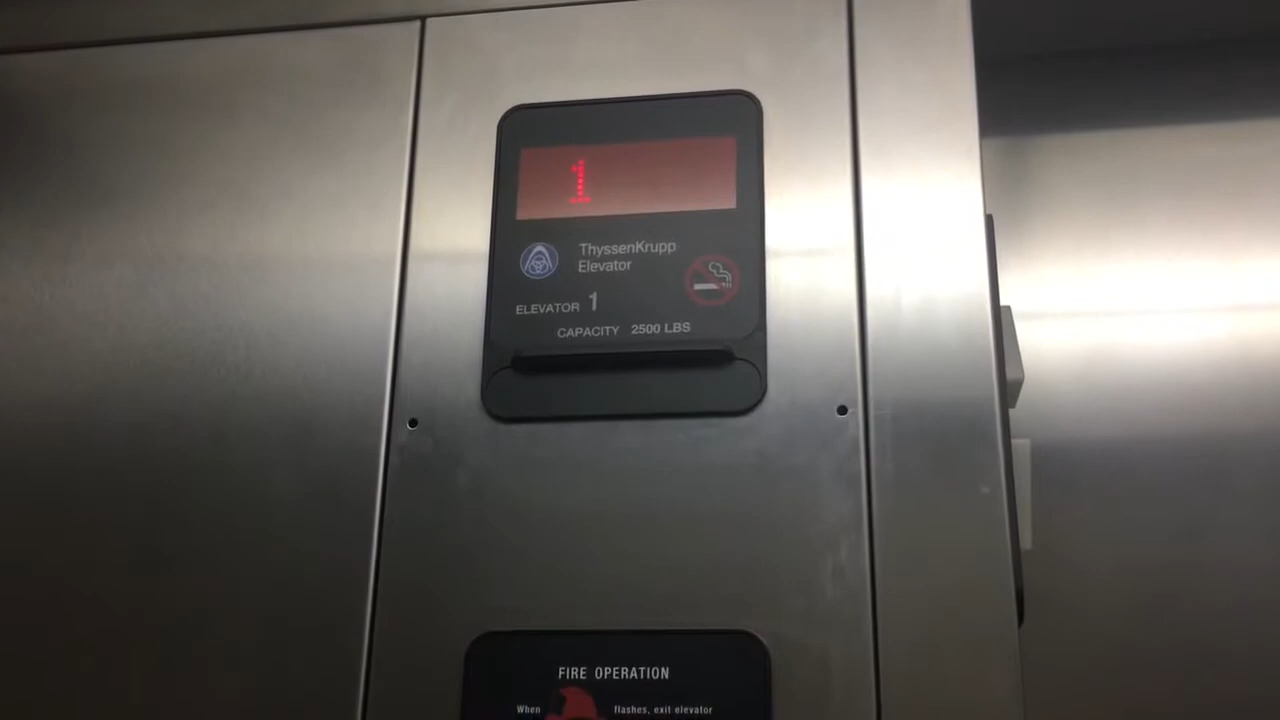 1
ThyssenKrupp
Elevator
ELEVATOR 1
CAPACITY 2500 LBS
FIRE OPERATION
When flashes, exit elevator